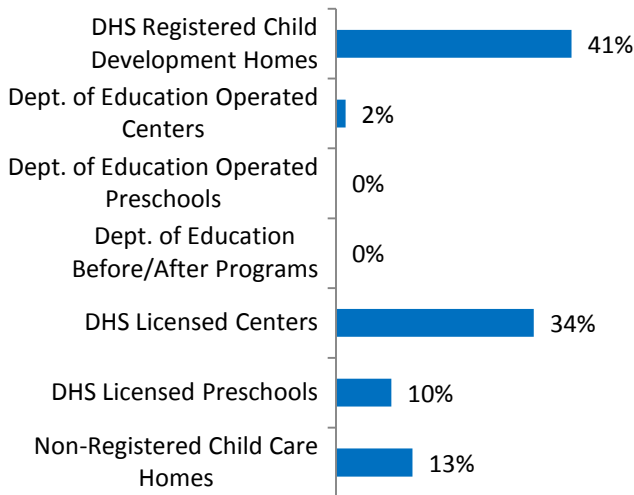 DHS Registered Child
Development Homes
41%
Dept. of Education Operated
Centers
2%
Dept. of Education Operated
Preschools
0%
Dept. of Education
Before/After Programs
0%
DHS Licensed Centers
34%
DHS Licensed Preschools
10%
Non-Registered Child Care
Homes
13%